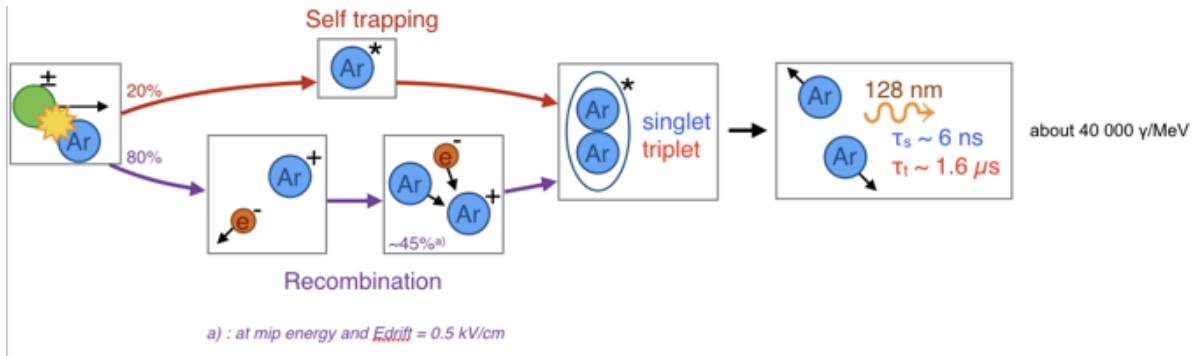 Self trapping
Ar*
±
20%
Ar
80%
Ar+
e-
Ar
e-
Ar+
~45%a)
Recombination
Ar
Ar
*
singlet
triplet
Ar
Ar
128 nm
τs ~ 6 ns
τt ~ 1.6 µs
about 40 000 γ/MeV
a) : at mip energy and Edrift = 0.5 kV/cm